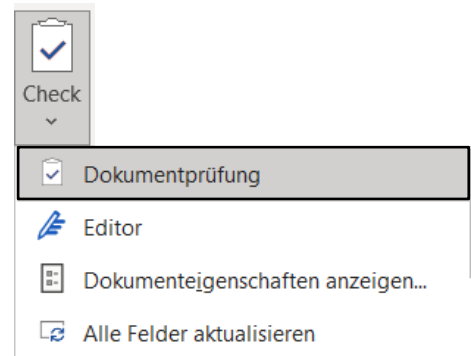 Check
Dokumentprüfung
Editor
Dokumenteigenschaften anzeigen...
Alle Felder aktualisieren